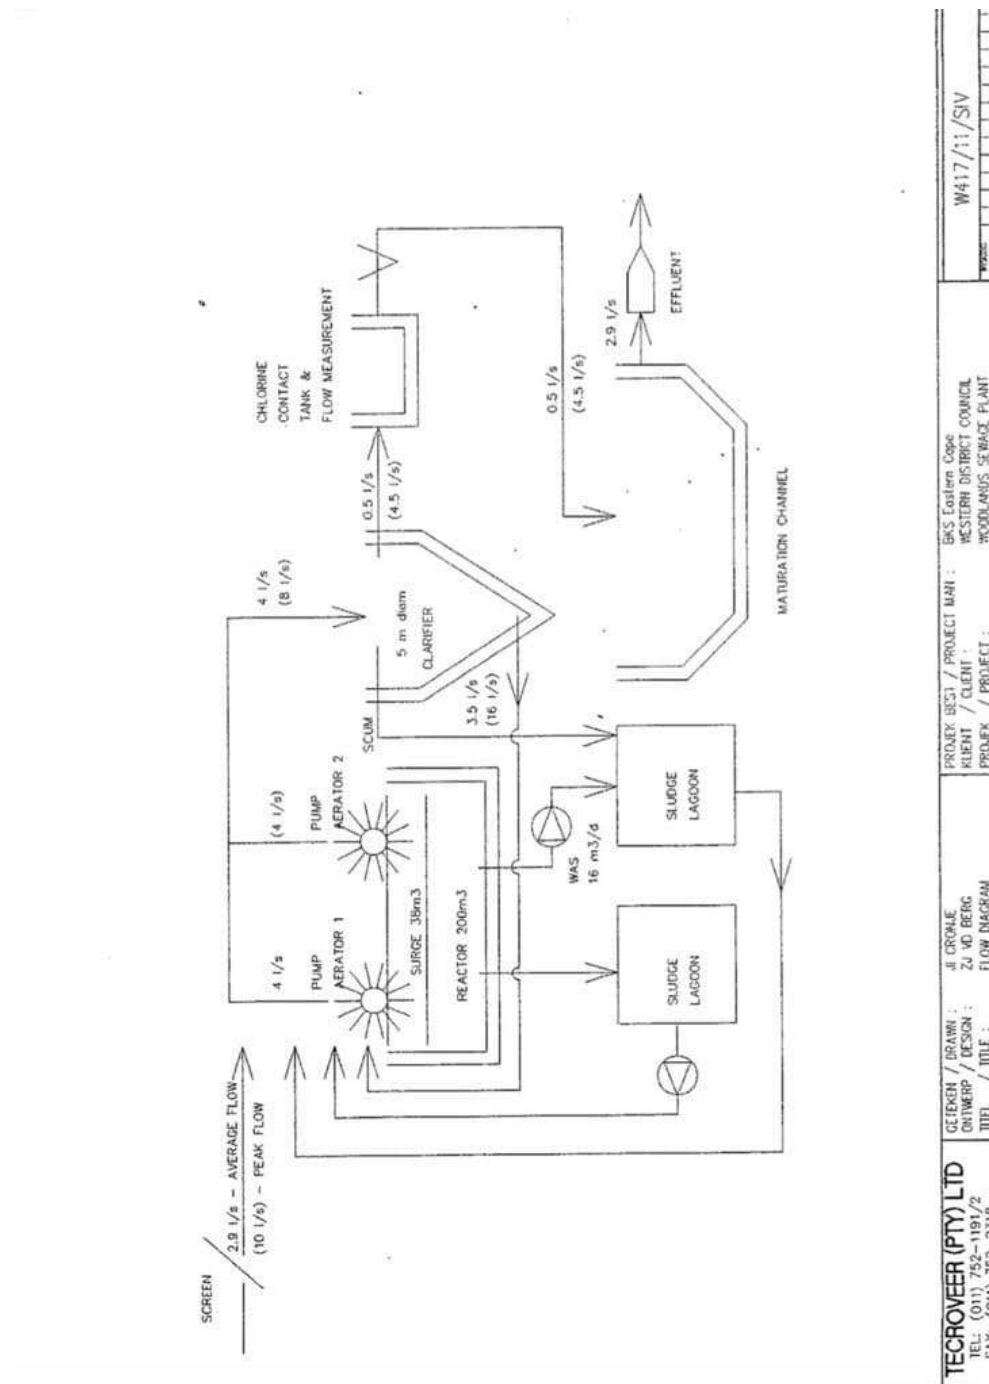 SCREEN
2.9 l/s - AVERAGE FLOW
(10 l/s) - PEAK FLOW
4 l/s
PUMP
AERATOR 1
(4 l/s)
PUMP
AERATOR 2
4 l/s
(8 l/s)
SURGE 38m3
REACTOR 200m3
SCUM
5 m diam
CLARIFIER
3.5 l/s
(16 l/s)
0.5 l/s
(4.5 l/s)
CHLORINE
CONTACT
TANK &
FLOW MEASUREMENT
0.5 l/s
(4.5 l/s)
WAS
16 m3/d
SLUDGE
LAGOON
SLUDGE
LAGOON
2.9 l/s
EFFLUENT
MATURATION CHANNEL
TECROVEER (PTY) LTD
TEL: (011) 752-1191/2
GETEKEN / DRAWN :
ONTWERP / DESIGN :
TITEL / TITLE :
JE CRONJE
ZJ VD BERG
FLOW DIAGRAM
PROJEK BEST / PROJECT MAN :
KLIENT / CLIENT :
PROJEK / PROJECT :
BKS Eastern Cape
WESTERN DISTRICT COUNCIL
WOODLANDS SEWAGE PLANT
W417/11/SIV